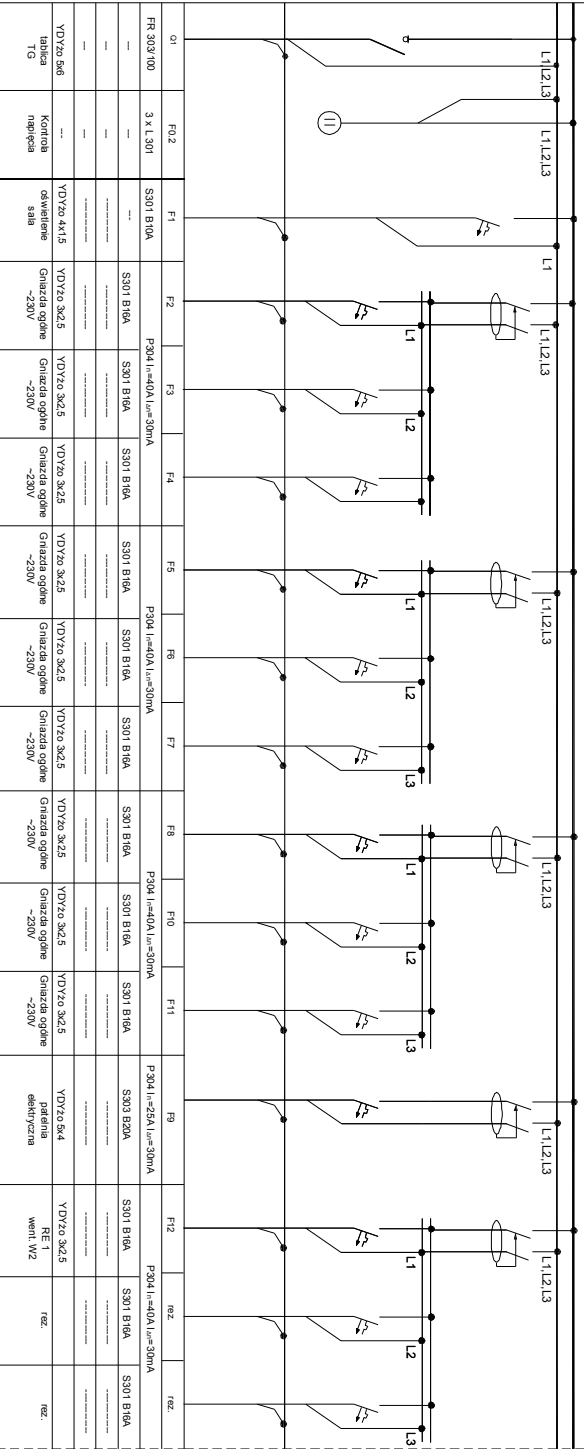 L1,L2,L3
L1,L2,L3
L1
L1,L2,L3
L1
L2
L1,L2,L3
L1
L2
L3
L1,L2,L3
L1
L2
L3
L1,L2,L3
L1,L2,L3
L1
L2
L3
Q1
FR 303/100
---
---
---
YDYżo 5x6
tablica
TG
F0.2
3 x L 301
---
---
---
---
Kontrola
napięcia
F1
S301 B10A
---
---------
---------
YDYżo 4x1,5
oświetlenie
sala
F2
F3
F4
P304 In=40A IΔn=30mA
S301 B16A
---------
---------
YDYżo 3x2,5
Gniazda ogólne
~230V
S301 B16A
---------
---------
YDYżo 3x2,5
Gniazda ogólne
~230V
S301 B16A
---------
---------
YDYżo 3x2,5
Gniazda ogólne
~230V
F5
F6
F7
P304 In=40A IΔn=30mA
S301 B16A
---------
---------
YDYżo 3x2,5
Gniazda ogólne
~230V
S301 B16A
---------
---------
YDYżo 3x2,5
Gniazda ogólne
~230V
S301 B16A
---------
---------
YDYżo 3x2,5
Gniazda ogólne
~230V
F8
F10
F11
P304 In=40A IΔn=30mA
S301 B16A
---------
---------
YDYżo 3x2,5
Gniazda ogólne
~230V
S301 B16A
---------
---------
YDYżo 3x2,5
Gniazda ogólne
~230V
S301 B16A
---------
---------
YDYżo 3x2,5
Gniazda ogólne
~230V
F9
P304 In=25A IΔn=30mA
S303 B20A
---------
---------
YDYżo 5x4
patelnia
elektryczna
F12
rez.
rez.
P304 In=40A IΔn=30mA
S301 B16A
---------
---------
YDYżo 3x2,5
RE 1
went. W2
S301 B16A
---------
---------
rez.
S301 B16A
---------
---------
rez.